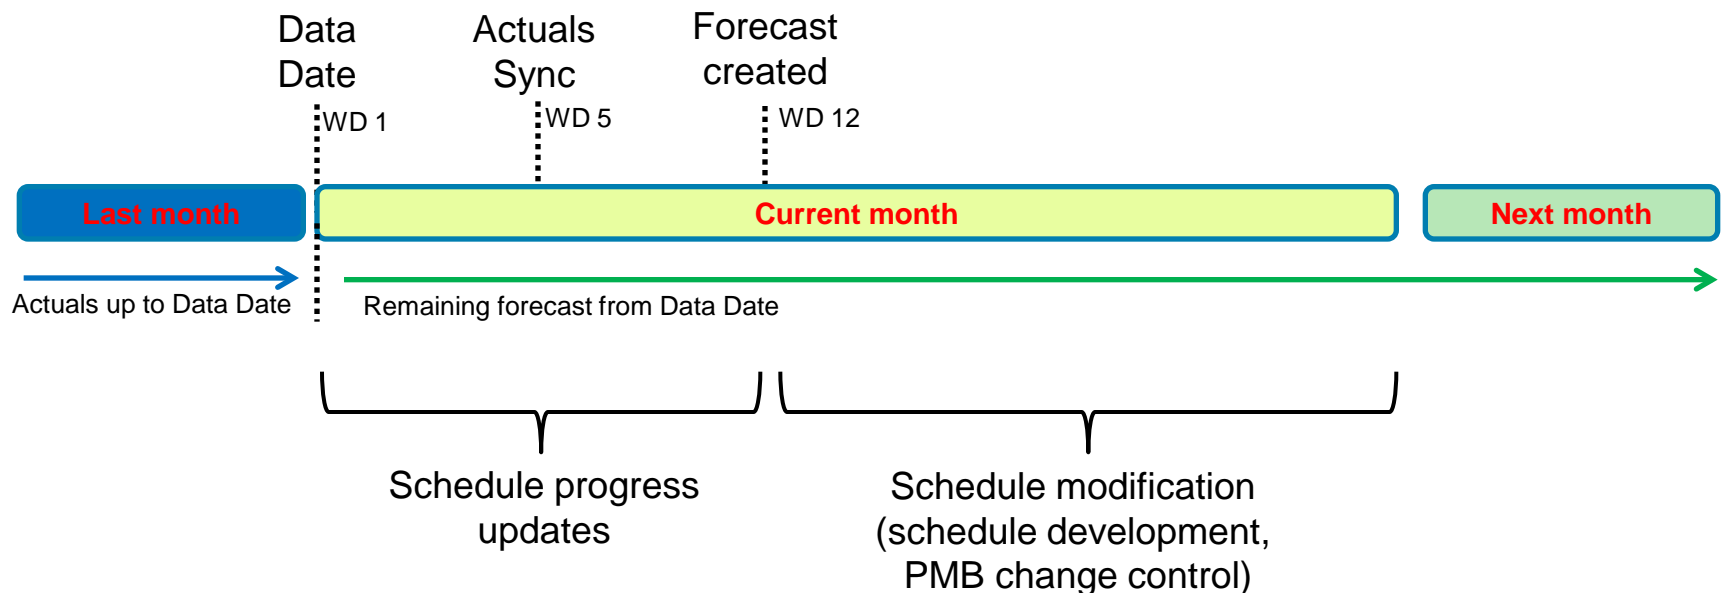 Data
Date
Actuals
Sync
Forecast
created
WD 1
WD 5
WD 12
Last month
Current month
Next month
Actuals up to Data Date
Remaining forecast from Data Date
Schedule progress
updates
Schedule modification
(schedule development,
PMB change control)